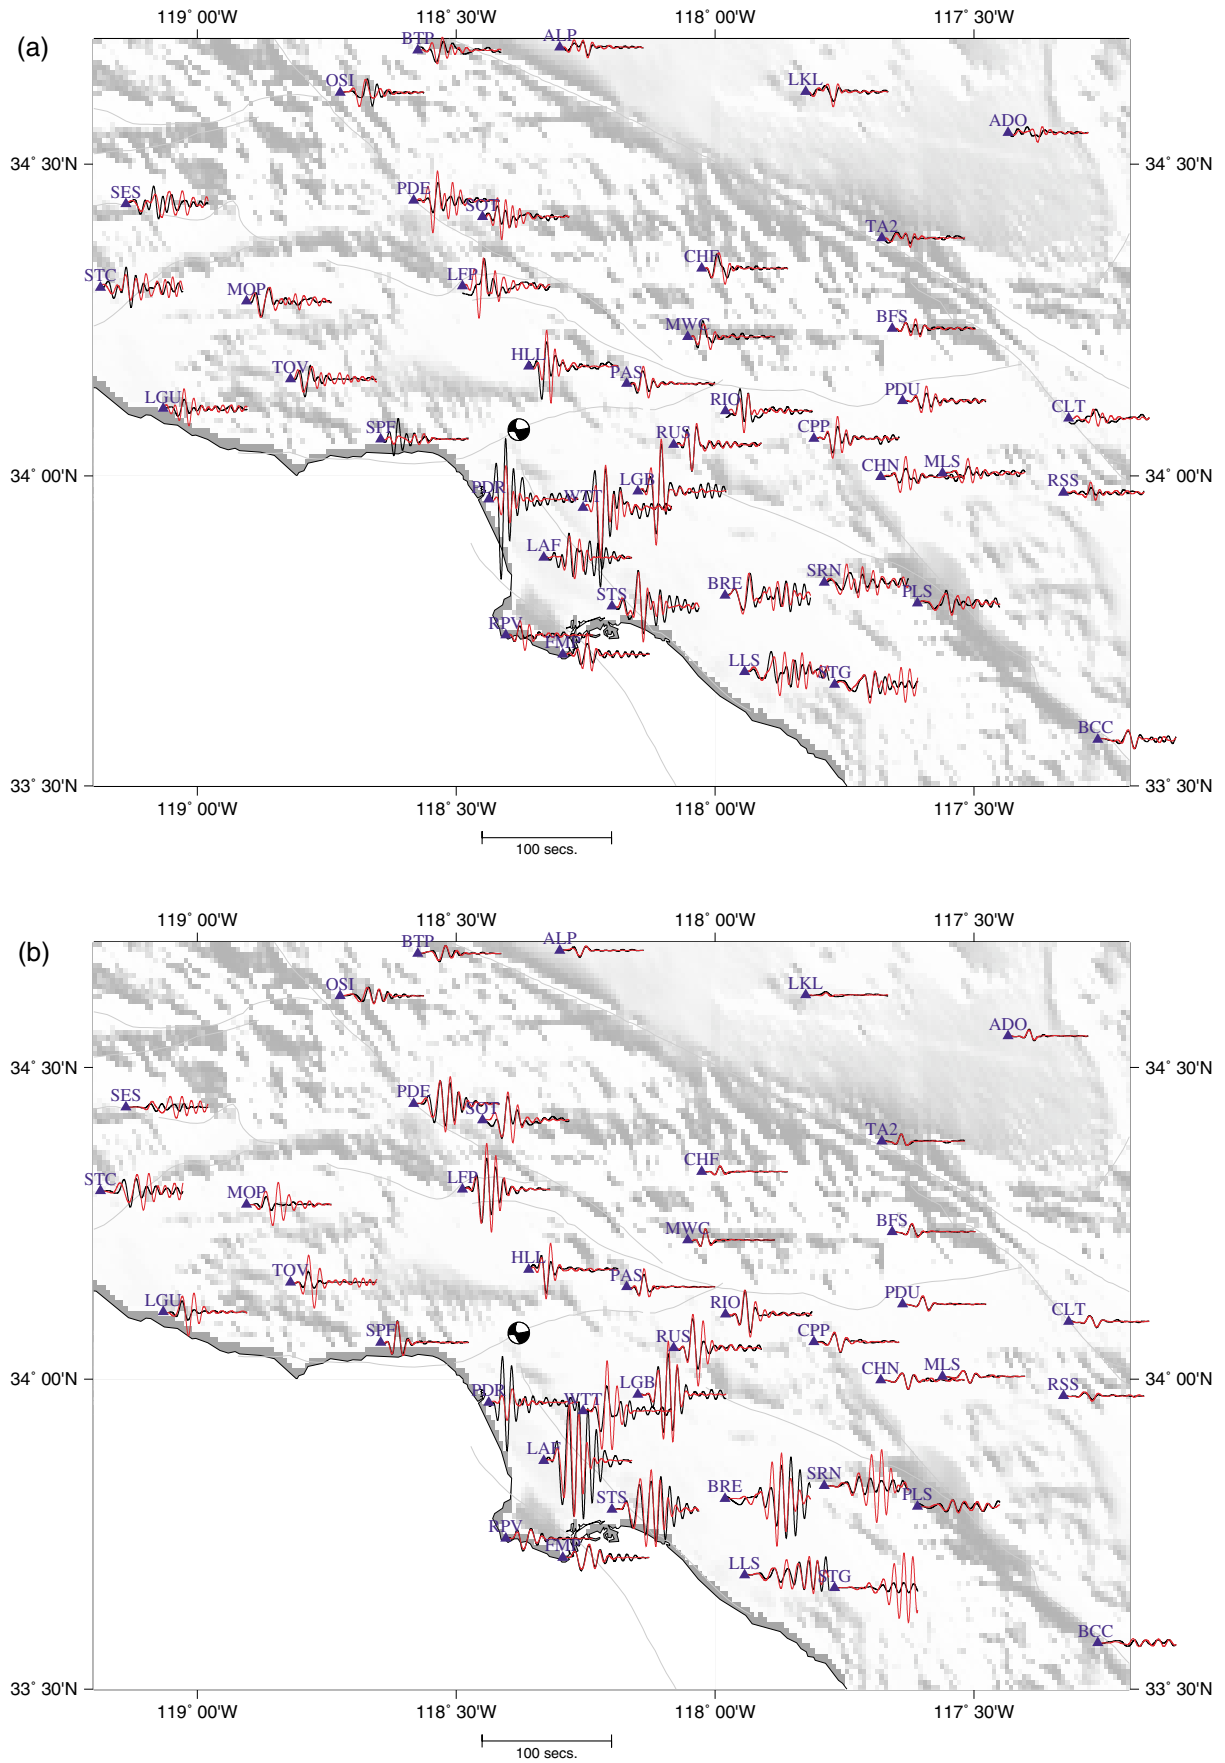 119° 00'W 118° 30'W 118° 00'W 117° 30'W
(a)
BTP ALP
OSI LKL
ADO
34° 30'N 34° 30'N
SES PDE SOT
TA2
STC MOP LFP CHF
MWC BFS
TOV HLL PAS
LGU SPF RIO PDU CLT
RUS CPP
34° 00'N PDR WTT LGB CHN MLS RSS 34° 00'N
LAF
STS BRE SRN PLS
RPV FMP
LLS STG
BCC
33° 30'N 33° 30'N
119° 00'W 118° 30'W 118° 00'W 117° 30'W
100 secs.
119° 00'W 118° 30'W 118° 00'W 117° 30'W
(b)
BTP ALP
OSI LKL
ADO
34° 30'N 34° 30'N
SES PDE SOT
TA2
STC MOP LFP CHF
MWC BFS
TOV HLL PAS
LGU SPF RIO PDU CLT
RUS CPP
34° 00'N PDR WTT LGB CHN MLS RSS 34° 00'N
LAF
STS BRE SRN PLS
RPV FMP
LLS STG
BCC
33° 30'N 33° 30'N
119° 00'W 118° 30'W 118° 00'W 117° 30'W
100 secs.